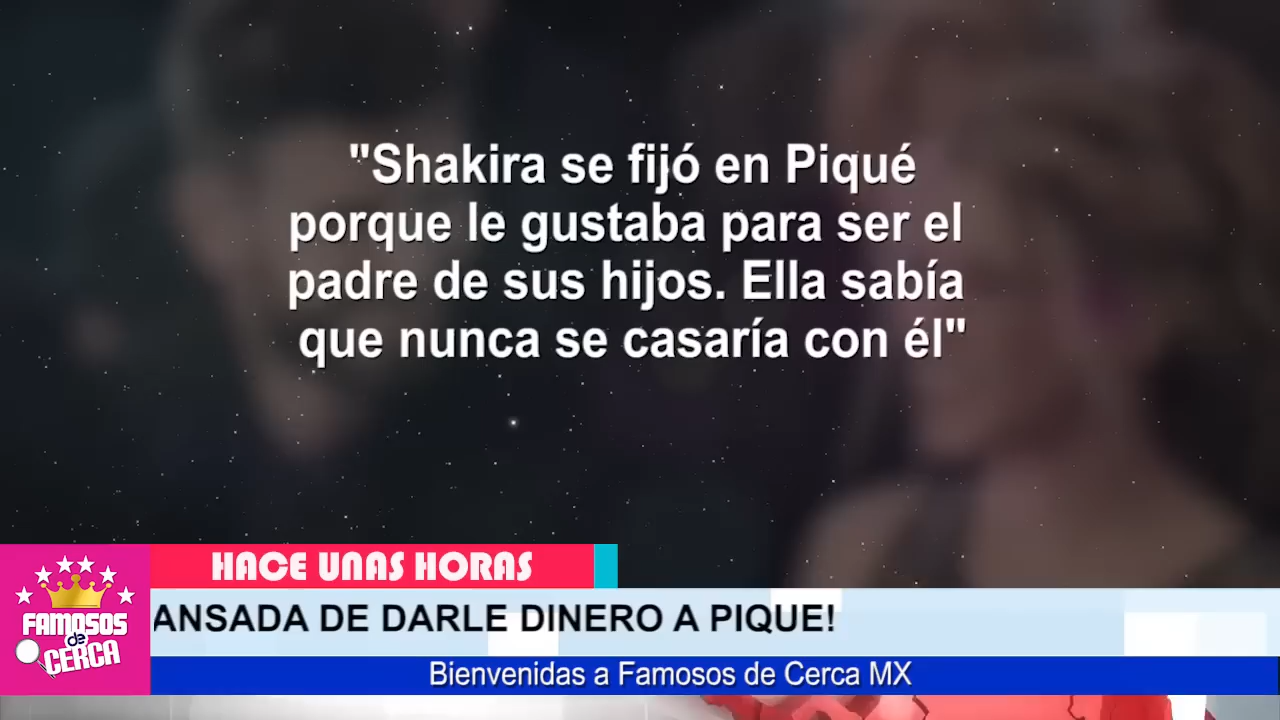 "Shakira se fijó en Piqué
porque le gustaba para ser el
padre de sus hijos. Ella sabía
que nunca se casaría con él"
HACE UNAS HORAS
ANSADA DE DARLE DINERO A PIQUE!
FAMOSOS
de
CERCA
Bienvenidas a Famosos de Cerca MX